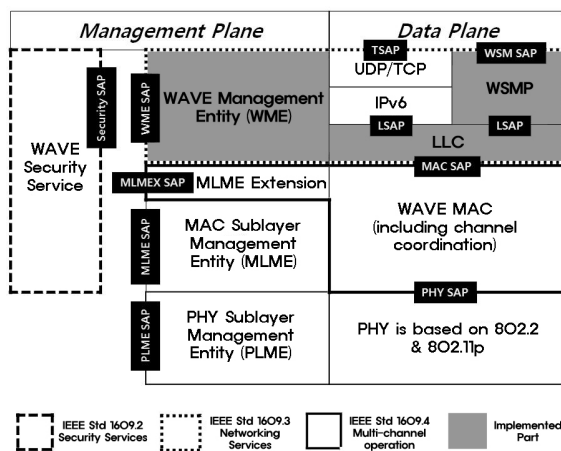 Management Plane
Data Plane
TSAP
WSM SAP
UDP/TCP
Security SAP
WME SAP
WAVE Management
Entity (WME)
WSMP
IPv6
LSAP
LSAP
WAVE
Security
Service
LLC
MAC SAP
MLMEX SAP
MLME Extension
WAVE MAC
(including channel
coordination)
MLME SAP
MAC Sublayer
Management
Entity (MLME)
PHY SAP
PLME SAP
PHY Sublayer
Management
Entity (PLME)
PHY is based on 802.2
& 802.11p
IEEE Std 1609.2
Security Services
IEEE Std 1609.3
Networking
Services
IEEE Std 1609.4
Multi-channel
operation
Implemented
Part